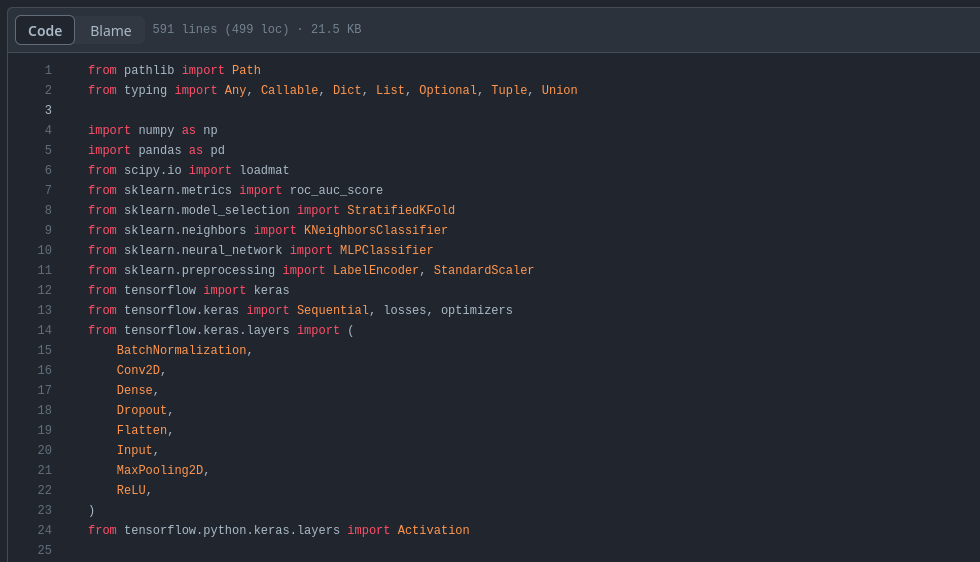 Code Blame 591 lines (499 loc) · 21.5 KB
1 from pathlib import Path
2 from typing import Any, Callable, Dict, List, Optional, Tuple, Union
3
4 import numpy as np
5 import pandas as pd
6 from scipy.io import loadmat
7 from sklearn.metrics import roc_auc_score
8 from sklearn.model_selection import StratifiedKFold
9 from sklearn.neighbors import KNeighborsClassifier
10 from sklearn.neural_network import MLPClassifier
11 from sklearn.preprocessing import LabelEncoder, StandardScaler
12 from tensorflow import keras
13 from tensorflow.keras import Sequential, losses, optimizers
14 from tensorflow.keras.layers import (
15     BatchNormalization,
16     Conv2D,
17     Dense,
18     Dropout,
19     Flatten,
20     Input,
21     MaxPooling2D,
22     ReLU,
23 )
24 from tensorflow.python.keras.layers import Activation
25